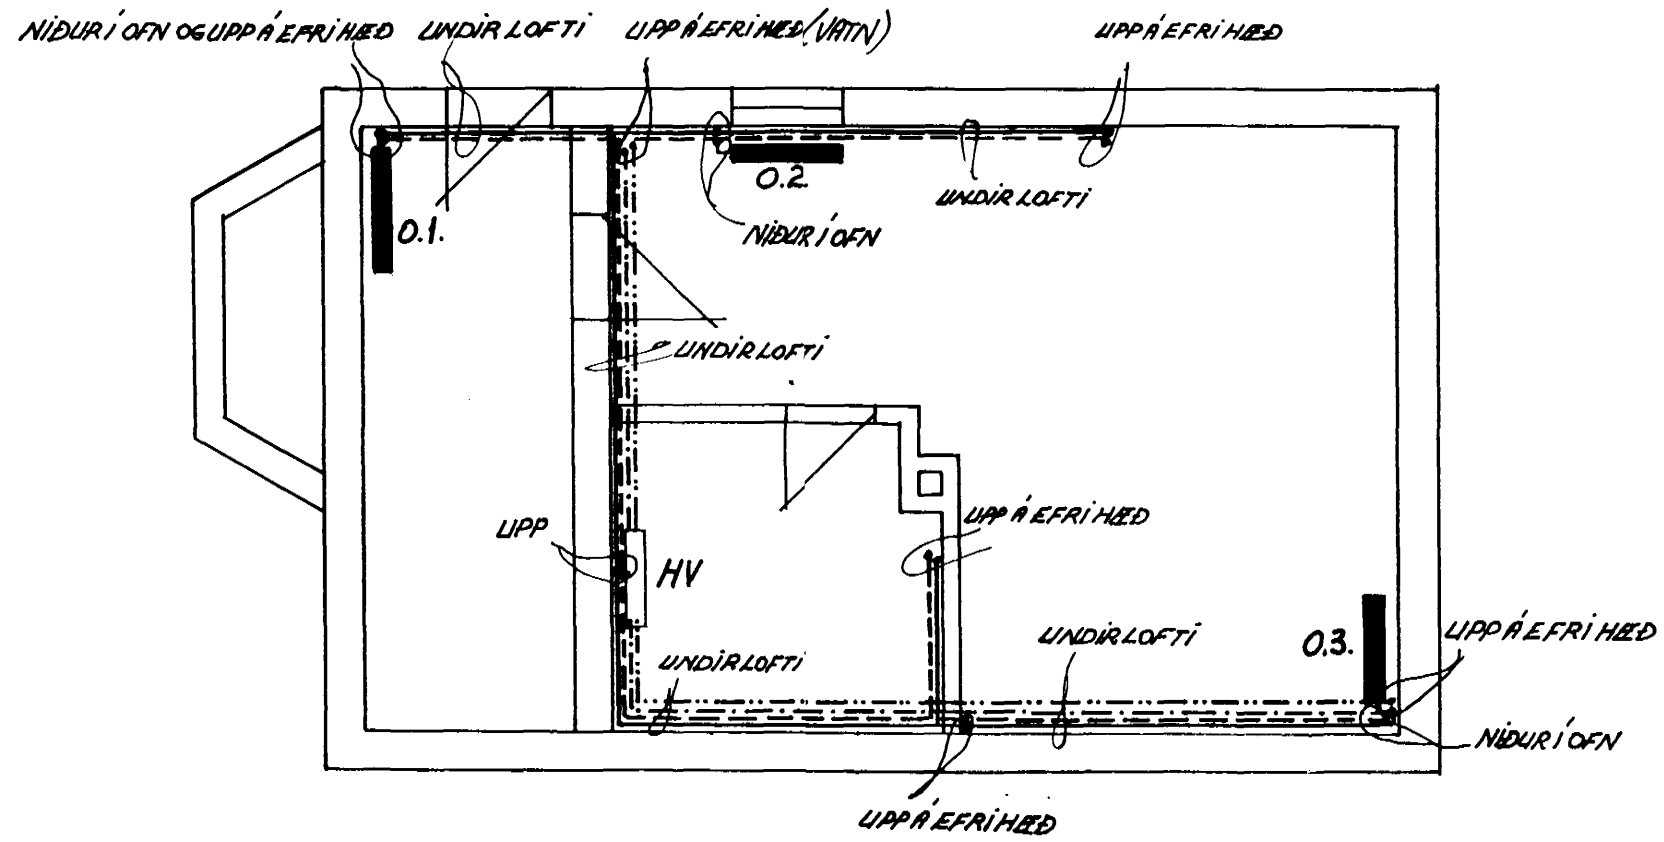 NIÐUR Í OFN OG UPP Á EFRI HÆÐ
UNDIR LOFTI
UPP Á EFRI HÆÐ (VATN)
UPP Á EFRI HÆÐ
O.2.
UNDIR LOFTI
O.1.
NIÐUR Í OFN
UNDIR LOFTI
UPP
UPP Á EFRI HÆÐ
HV
UNDIR LOFTI
UNDIR LOFTI
O.3.
UPP Á EFRI HÆÐ
NIÐUR Í OFN
UPP Á EFRI HÆÐ